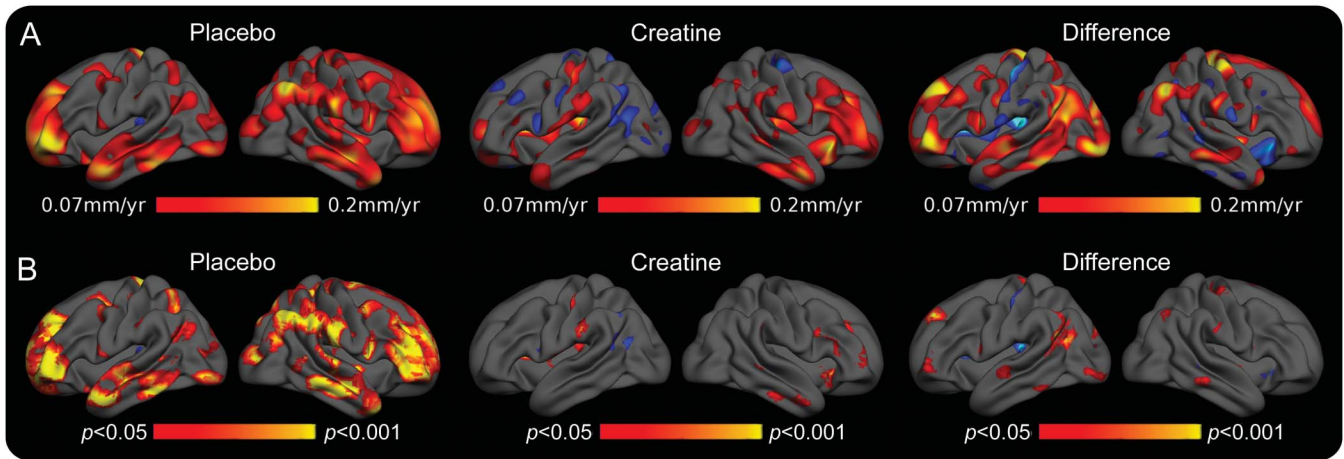 A
Placebo
Creatine
Difference
0.07mm/yr 0.2mm/yr
0.07mm/yr 0.2mm/yr
0.07mm/yr 0.2mm/yr
B
Placebo
Creatine
Difference
p<0.05 p<0.001
p<0.05 p<0.001
p<0.05 p<0.001